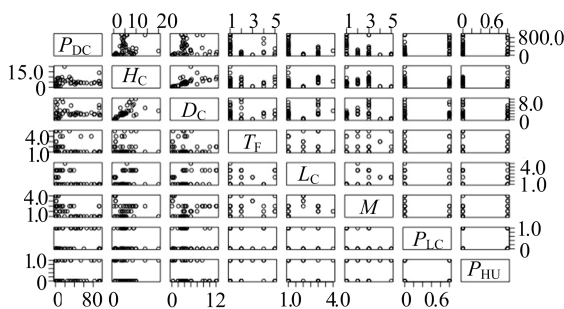 0 10 20 1 3 5 1 3 5 0 0.6
P_DC 800.0 0
15.0 0 H_C
D_C 8.0 0
4.0 1.0 T_F
L_C 4.0 1.0
4.0 1.0 M
P_LC 1.0 0
1.0 0 P_HU
0 80 0 0 12 1.0 4.0 0 0.6